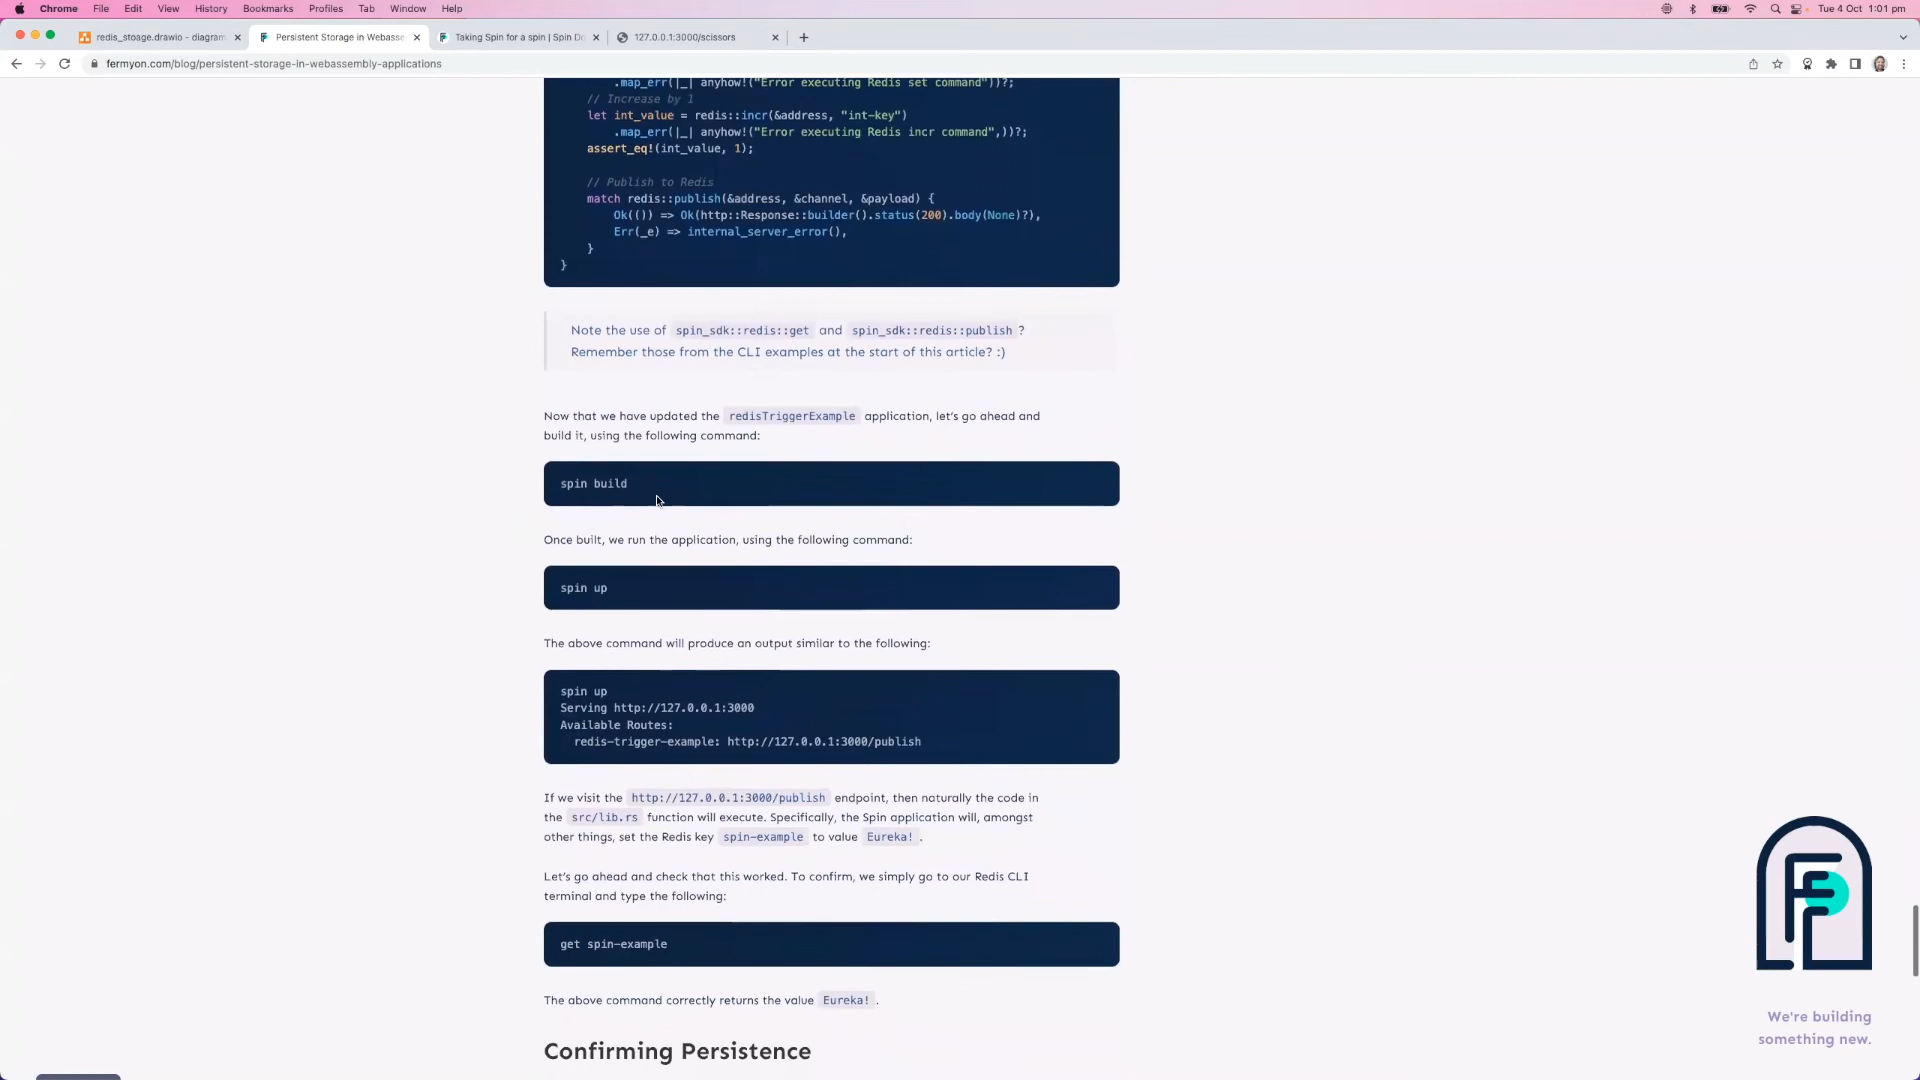 Chrome File Edit View History Bookmarks Profiles Tab Window Help Tue 4 Oct 1:01 pm
redis_stoage.drawio - diagram Persistent Storage in Webasse Taking Spin for a spin | Spin Do 127.0.0.1:3000/scissors
fermyon.com/blog/persistent-storage-in-webassembly-applications
.map_err(|_| anyhow!("Error executing Redis set command"))?;
// Increase by 1
let int_value = redis::incr(&address, "int-key")
.map_err(|_| anyhow!("Error executing Redis incr command",))?;
assert_eq!(int_value, 1);
// Publish to Redis
match redis::publish(&address, &channel, &payload) {
Ok(()) => Ok(http::Response::builder().status(200).body(None)?),
Err(_e) => internal_server_error(),
}
}
Note the use of spin_sdk::redis::get and spin_sdk::redis::publish ?
Remember those from the CLI examples at the start of this article? :)
Now that we have updated the redisTriggerExample application, let's go ahead and
build it, using the following command:
spin build
Once built, we run the application, using the following command:
spin up
The above command will produce an output similar to the following:
spin up
Serving http://127.0.0.1:3000
Available Routes:
redis-trigger-example: http://127.0.0.1:3000/publish
If we visit the http://127.0.0.1:3000/publish endpoint, then naturally the code in
the src/lib.rs function will execute. Specifically, the Spin application will, amongst
other things, set the Redis key spin-example to value Eureka! .
Let's go ahead and check that this worked. To confirm, we simply go to our Redis CLI
terminal and type the following:
get spin-example
The above command correctly returns the value Eureka! .
Confirming Persistence
We're building
something new.